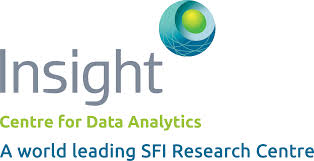 Insight
Centre for Data Analytics
A world leading SFI Research Centre